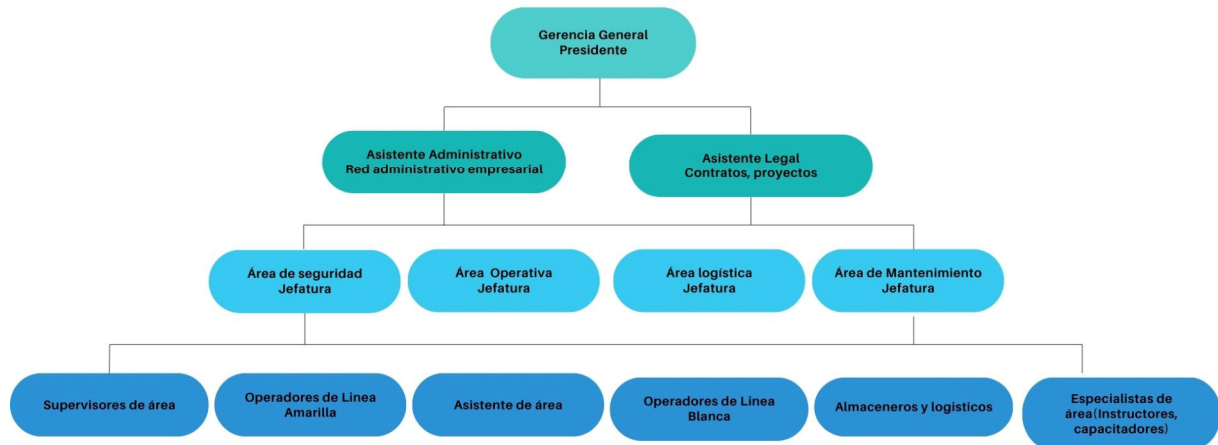 Gerencia General
Presidente
Asistente Administrativo
Red administrativo empresarial
Asistente Legal
Contratos, proyectos
Área de seguridad
Jefatura
Área Operativa
Jefatura
Área logística
Jefatura
Área de Mantenimiento
Jefatura
Supervisores de área
Operadores de Linea
Amarilla
Asistente de área
Operadores de Linea
Blanca
Almaceneros y logisticos
Especialistas de
área(Instructores,
capacitadores)